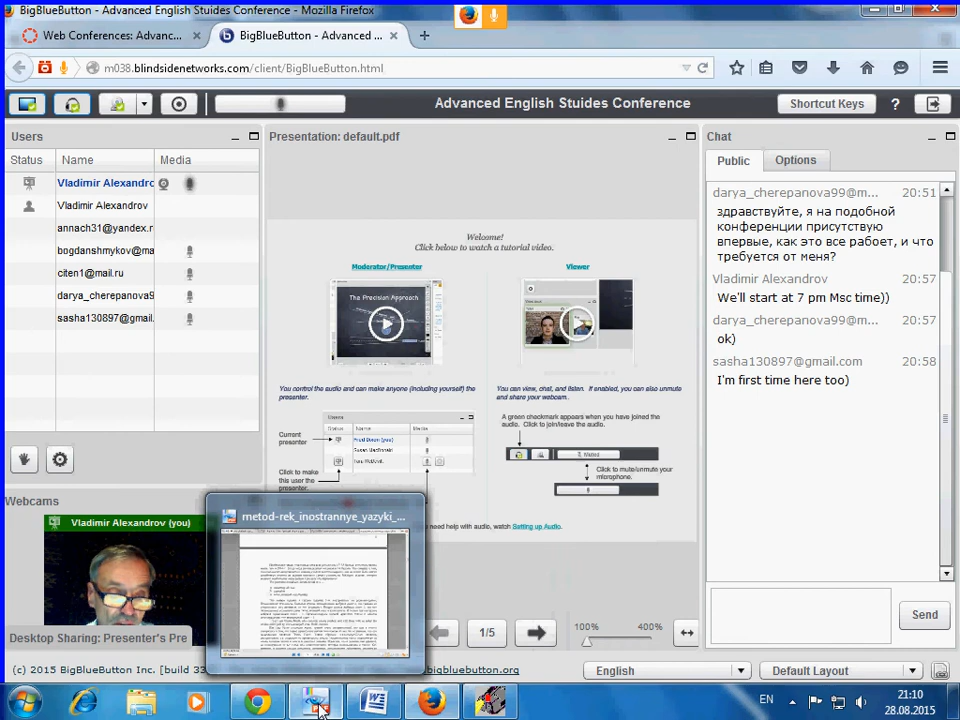 BigBlueButton - Advanced English Stuides Conference - Mozilla Firefox
Web Conferences: Advanc...
BigBlueButton - Advanced ...
m038.blindsidenetworks.com/client/BigBlueButton.html
Advanced English Stuides Conference
Shortcut Keys
?
Users
Status Name Media
Vladimir Alexandro
Vladimir Alexandrov
annach31@yandex.r
bogdanshmykov@ma
citen1@mail.ru
darya_cherepanova9
sasha130897@gmail.
Presentation: default.pdf
Welcome!
Click below to watch a tutorial video.
Moderator/Presenter
Viewer
The Precision Approach
You control the audio and can make anyone (including yourself) the
presenter.
You can view, chat, and listen. If enabled, you can also unmute
and share your webcam.
A green checkmark appears when you have joined the
audio. Click to join/leave the audio.
Current
presenter
Click to make
this user the
presenter.
Click to mute/unmute your
microphone.
need help with audio, watch Setting up Audio.
1/5
100%
400%
Chat
Public
Options
darya_cherepanova99@m... 20:51
здравствуйте, я на подобной
конференции присутствую
впервые, как это все рабоет, и что
требуется от меня?
Vladimir Alexandrov 20:57
We'll start at 7 pm Msc time))
darya_cherepanova99@m... 20:57
ok)
sasha130897@gmail.com 20:58
I'm first time here too)
Send
Webcams
Vladimir Alexandrov (you)
Desktop Sharing: Presenter's Pre
metod-rek_inostrannye_yazyki_...
(c) 2015 BigBlueButton Inc. [build 33
bigbluebutton.org
English
Default Layout
EN
21:10
28.08.2015